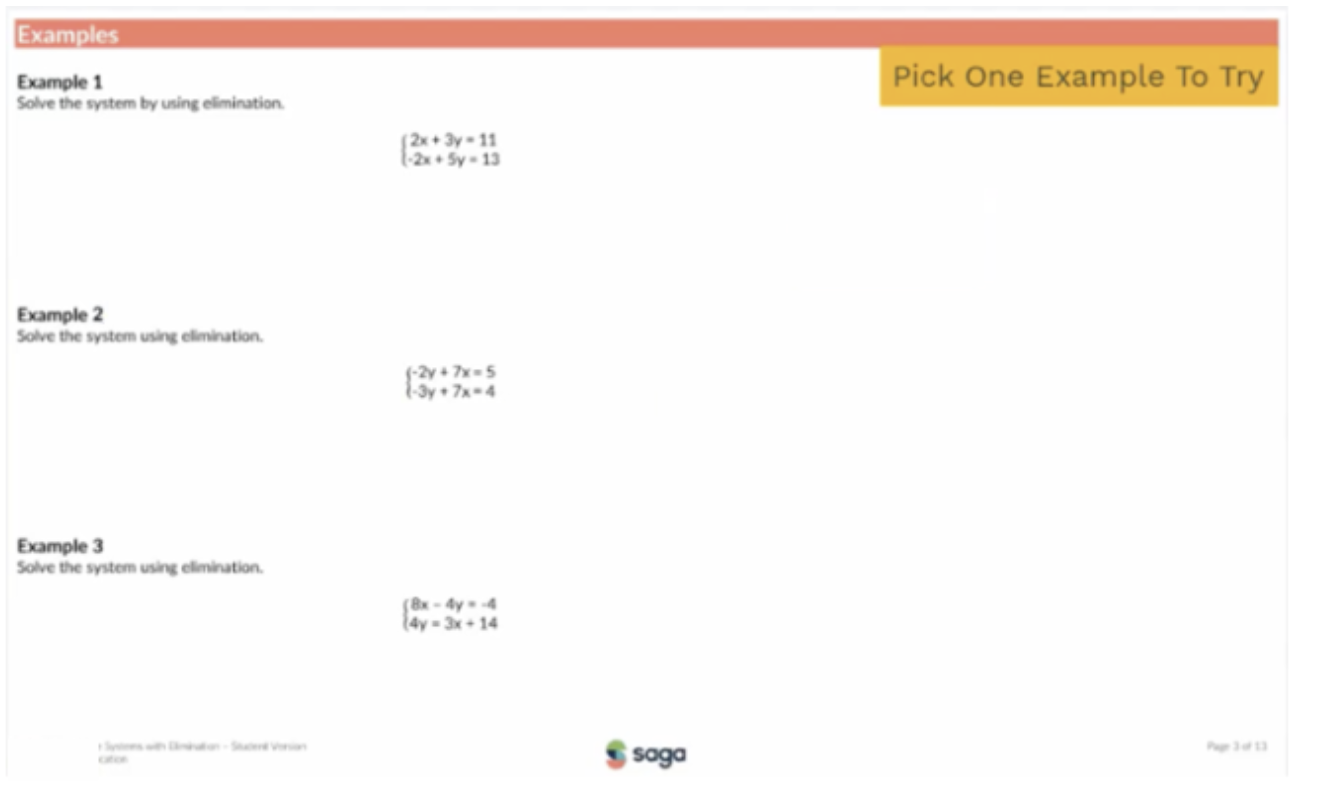 Examples
Pick One Example To Try
Example 1
Solve the system by using elimination.
2x + 3y = 11
-2x + 5y = 13
Example 2
Solve the system using elimination.
-2y + 7x = 5
-3y + 7x = 4
Example 3
Solve the system using elimination.
8x – 4y = -4
4y = 3x + 14
Systems with Elimination – Student Version
saga
Page 3 of 13